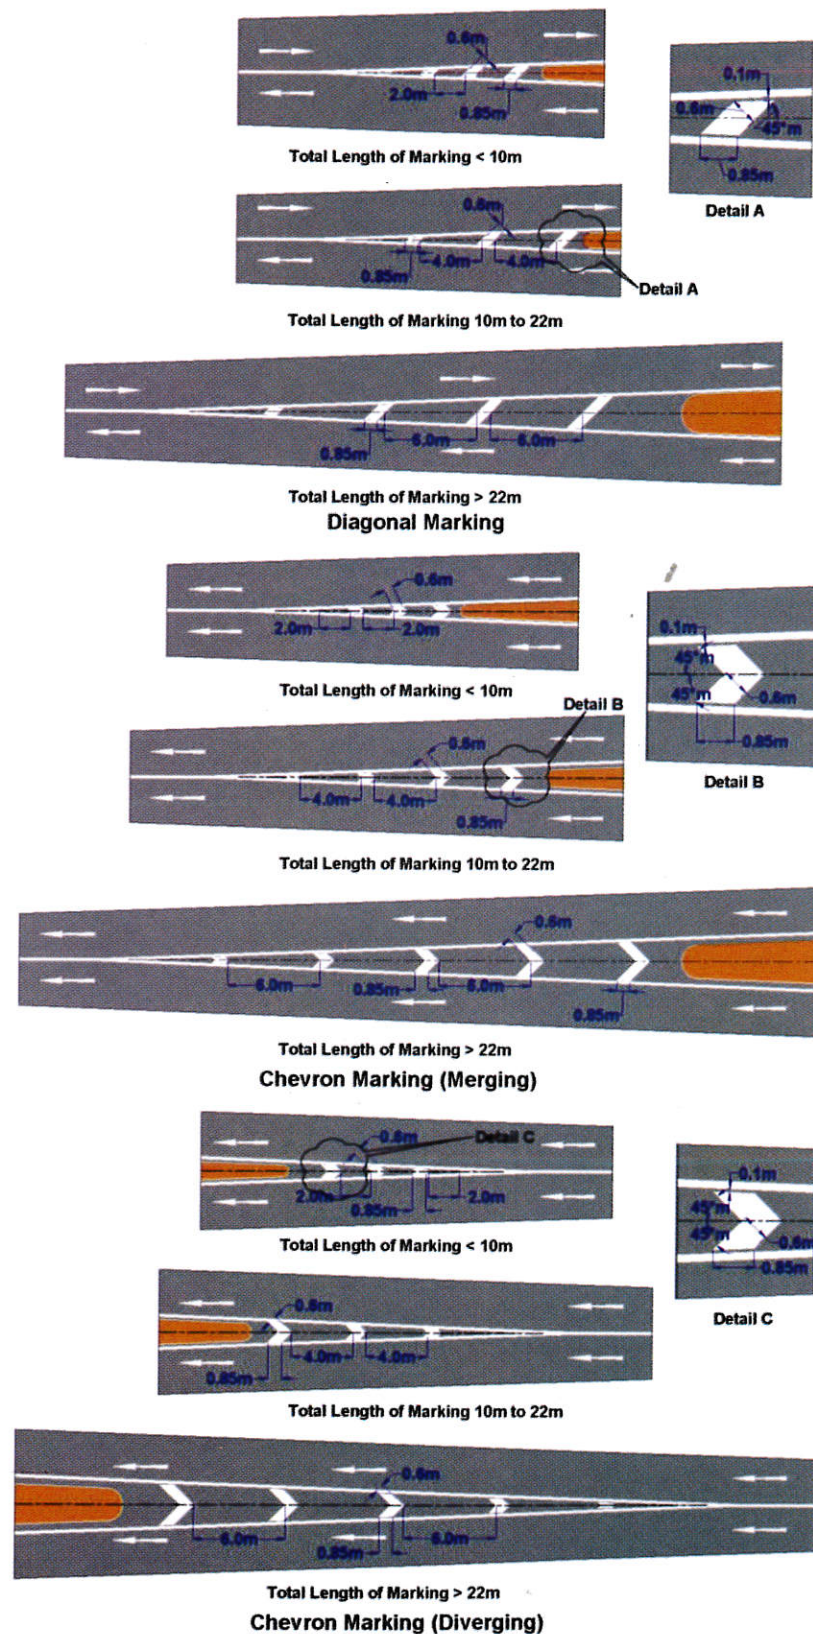 0.6m
0.1m
2.0m
0.6m
45°m
0.85m
0.85m
Total Length of Marking < 10m
Detail A
0.6m
4.0m
4.0m
0.85m
Detail A
Total Length of Marking 10m to 22m
0.85m
6.0m
6.0m
Total Length of Marking > 22m
Diagonal Marking
0.6m
2.0m
2.0m
0.1m
45°m
45°m
0.6m
0.85m
Total Length of Marking < 10m
Detail B
0.6m
Detail B
4.0m
4.0m
0.85m
Total Length of Marking 10m to 22m
0.6m
6.0m
0.85m
6.0m
0.85m
Total Length of Marking > 22m
Chevron Marking (Merging)
0.6m
Detail C
0.1m
2.0m
2.0m
0.85m
45°m
45°m
0.6m
0.85m
Total Length of Marking < 10m
0.6m
Detail C
4.0m
4.0m
0.85m
Total Length of Marking 10m to 22m
0.6m
6.0m
6.0m
0.85m
Total Length of Marking > 22m
Chevron Marking (Diverging)